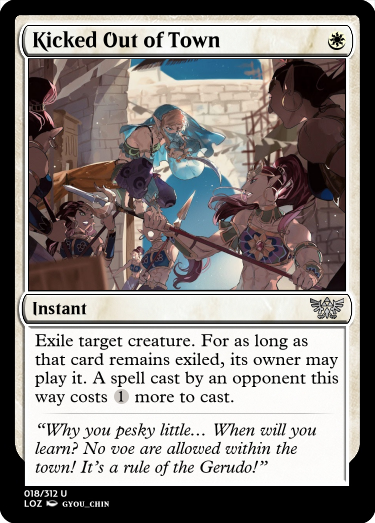 Kicked Out of Town
Instant
Exile target creature. For as long as
that card remains exiled, its owner may
play it. A spell cast by an opponent this
way costs 1 more to cast.
“Why you pesky little… When will you
learn? No voe are allowed within the
town! It’s a rule of the Gerudo!”
018/312 U
LOZ GYOU_CHIN